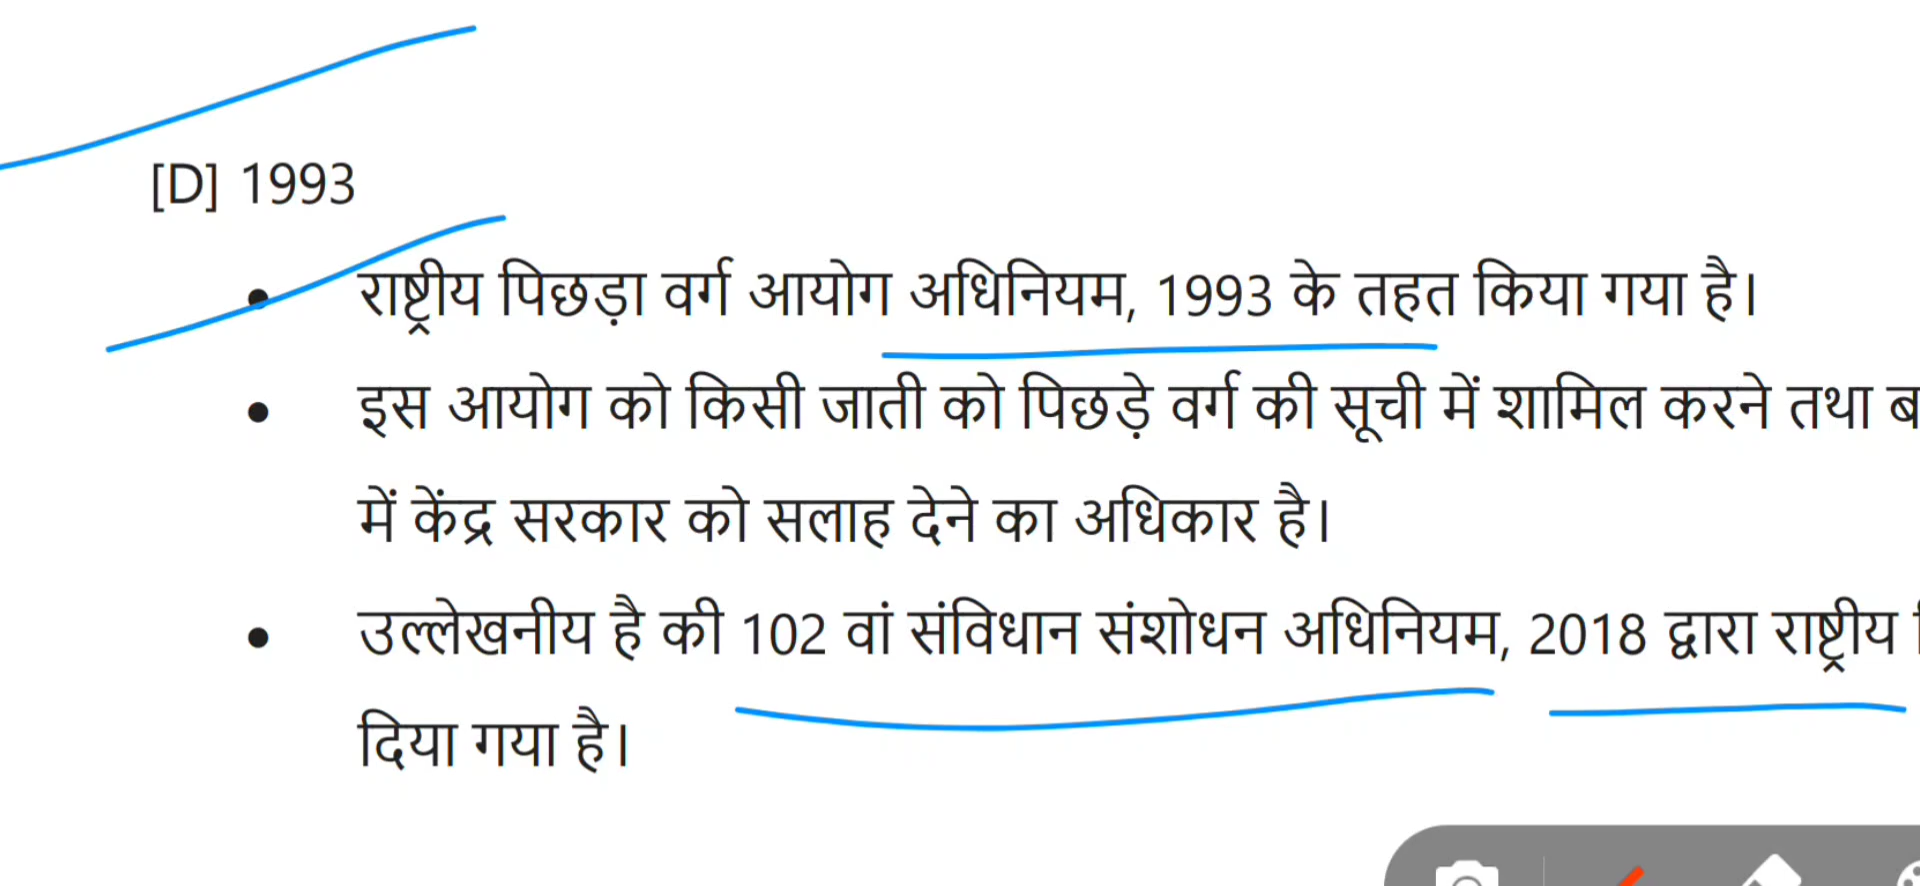 [D] 1993
• राष्ट्रीय पिछड़ा वर्ग आयोग अधिनियम, 1993 के तहत किया गया है।
• इस आयोग को किसी जाती को पिछड़े वर्ग की सूची में शामिल करने तथा
में केंद्र सरकार को सलाह देने का अधिकार है।
• उल्लेखनीय है की 102 वां संविधान संशोधन अधिनियम, 2018 द्वारा राष्ट्रीय
दिया गया है।